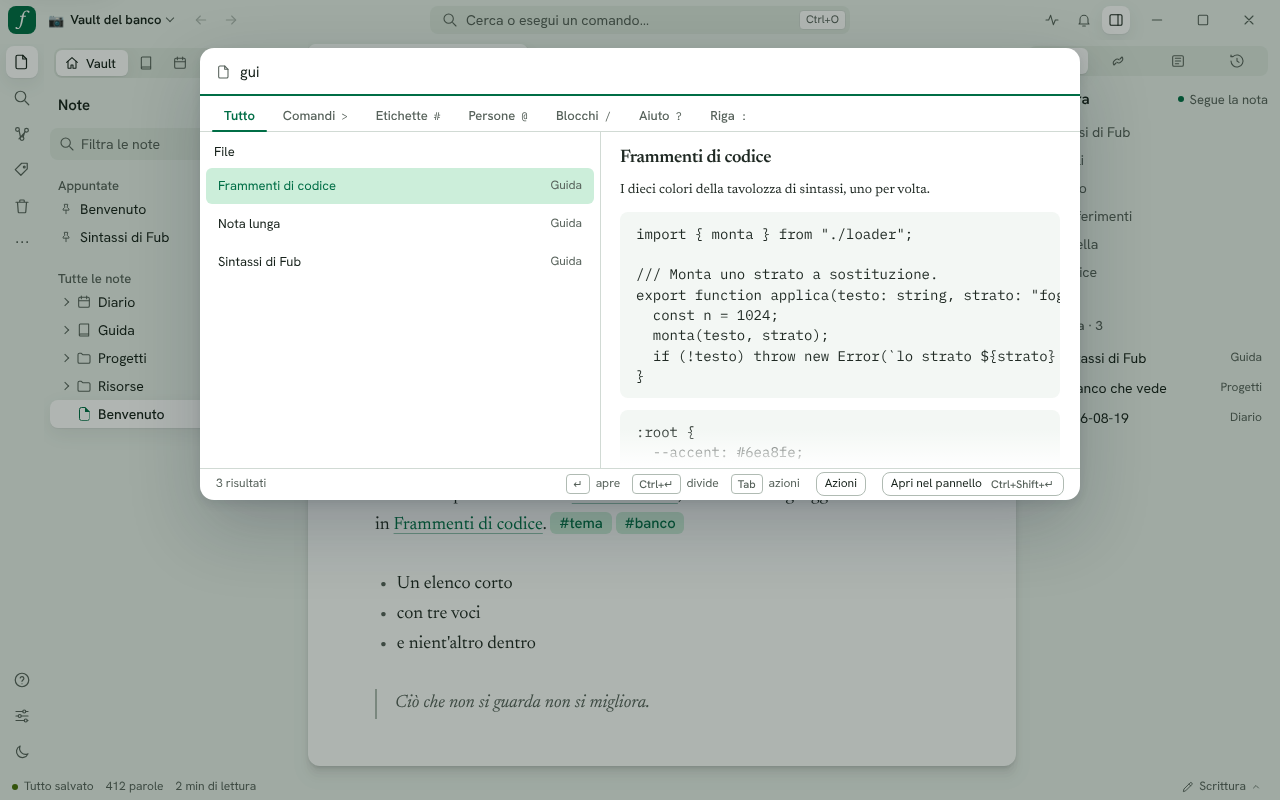 Vault del banco
Cerca o esegui un comando...
Ctrl+O
Vault
Note
Filtra le note
Appuntate
Benvenuto
Sintassi di Fub
Tutte le note
Diario
Guida
Progetti
Risorse
Benvenuto
gui
Tutto
Comandi >
Etichette #
Persone @
Blocchi /
Aiuto ?
Riga :
File
Frammenti di codice Guida
Nota lunga Guida
Sintassi di Fub Guida
Frammenti di codice
I dieci colori della tavolozza di sintassi, uno per volta.
import { monta } from "./loader";
/// Monta uno strato a sostituzione.
export function applica(testo: string, strato: "fog
const n = 1024;
monta(testo, strato);
if (!testo) throw new Error(`lo strato ${strato}
}
:root {
--accent: #6ea8fe;
3 risultati
↵ apre
Ctrl+↵ divide
Tab azioni
Azioni
Apri nel pannello Ctrl+Shift+↵
Segue la nota
si di Fub
ferimenti
ella
ice
a · 3
assi di Fub Guida
anco che vede Progetti
6-08-19 Diario
in Frammenti di codice. #tema #banco
• Un elenco corto
• con tre voci
• e nient'altro dentro
Ciò che non si guarda non si migliora.
Tutto salvato 412 parole 2 min di lettura
Scrittura